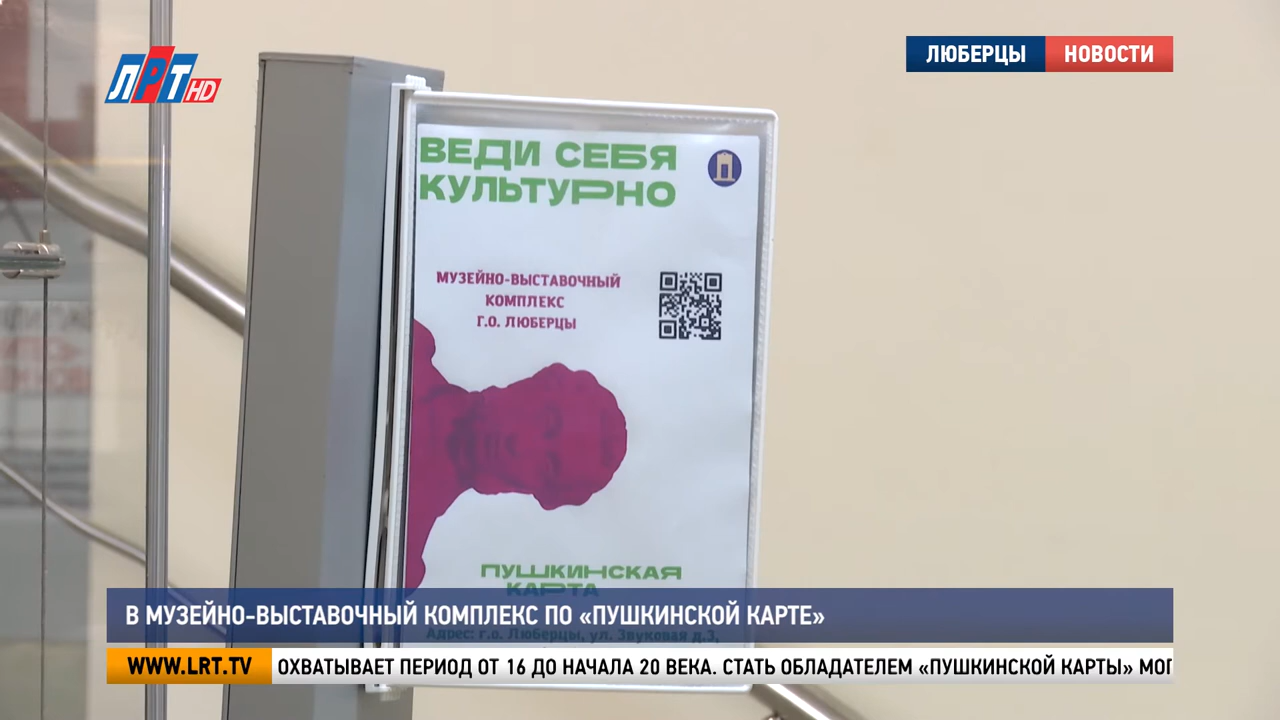 ЛРТ HD
ЛЮБЕРЦЫ НОВОСТИ
ВЕДИ СЕБЯ
КУЛЬТУРНО
МУЗЕЙНО-ВЫСТАВОЧНЫЙ
КОМПЛЕКС
Г.О. ЛЮБЕРЦЫ
ПУШКИНСКАЯ
КАРТА
В МУЗЕЙНО-ВЫСТАВОЧНЫЙ КОМПЛЕКС ПО «ПУШКИНСКОЙ КАРТЕ»
Адрес: г.о. Люберцы, ул. Звуковая д.3,
WWW.LRT.TV
ОХВАТЫВАЕТ ПЕРИОД ОТ 16 ДО НАЧАЛА 20 ВЕКА. СТАТЬ ОБЛАДАТЕЛЕМ «ПУШКИНСКОЙ КАРТЫ» МОГ